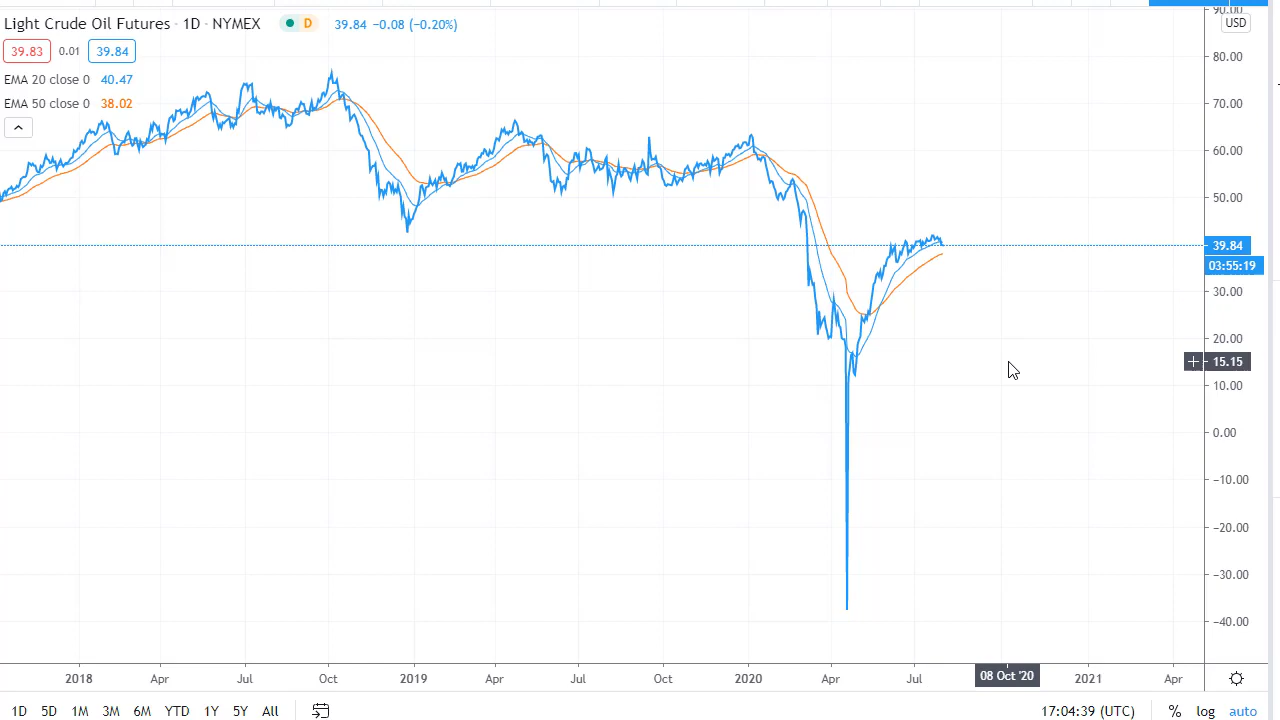 Light Crude Oil Futures · 1D · NYMEX D 39.84 −0.08 (−0.20%)
39.83 0.01 39.84
EMA 20 close 0 40.47
EMA 50 close 0 38.02
90.00
USD
80.00
70.00
60.00
50.00
39.84
03:55:19
30.00
20.00
15.15
10.00
0.00
−10.00
−20.00
−30.00
−40.00
2018 Apr Jul Oct 2019 Apr Jul Oct 2020 Apr Jul 08 Oct '20 2021 Apr
1D 5D 1M 3M 6M YTD 1Y 5Y All 17:04:39 (UTC) % log auto